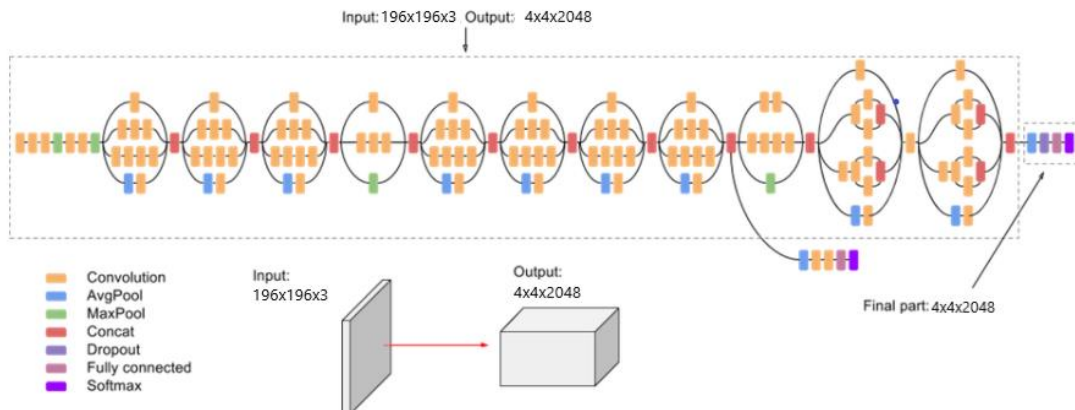 Input: 196x196x3 Output: 4x4x2048
Convolution
AvgPool
MaxPool
Concat
Dropout
Fully connected
Softmax
Input:
196x196x3
Output:
4x4x2048
Final part: 4x4x2048